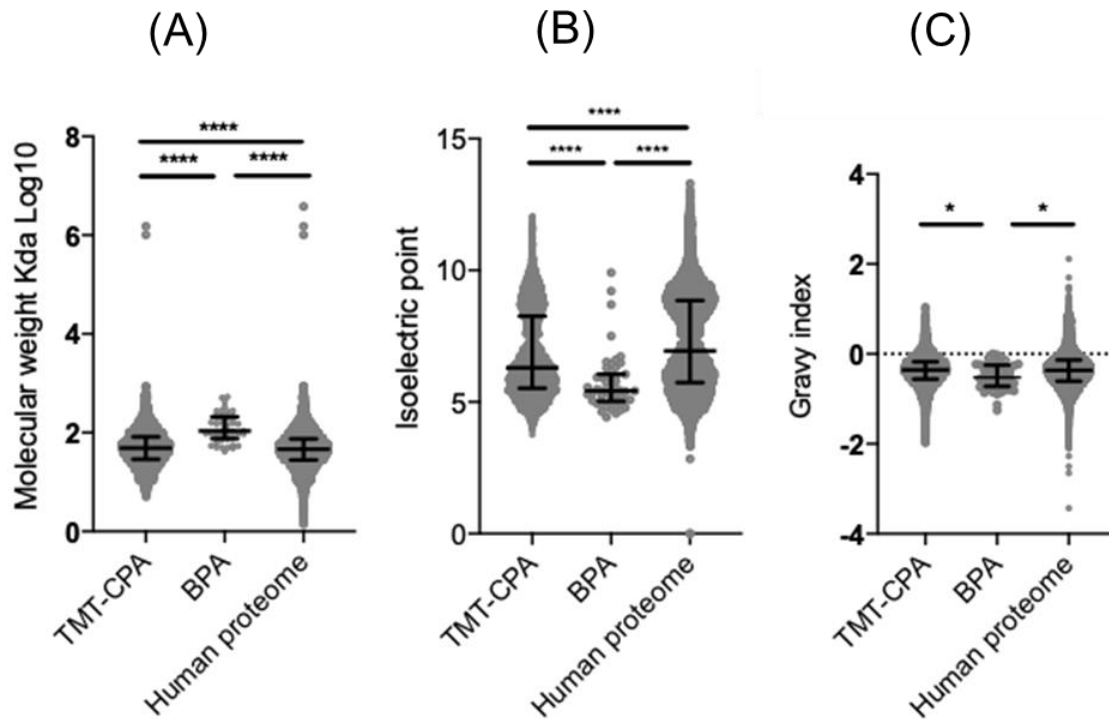 (A)
(B)
(C)
Molecular weight Kda Log10
8
6
4
2
0
****
****
****
TMT-CPA
BPA
Human proteome
Isoelectric point
15
10
5
0
****
****
****
TMT-CPA
BPA
Human proteome
Gravy index
4
2
0
-2
-4
*
*
TMT-CPA
BPA
Human proteome